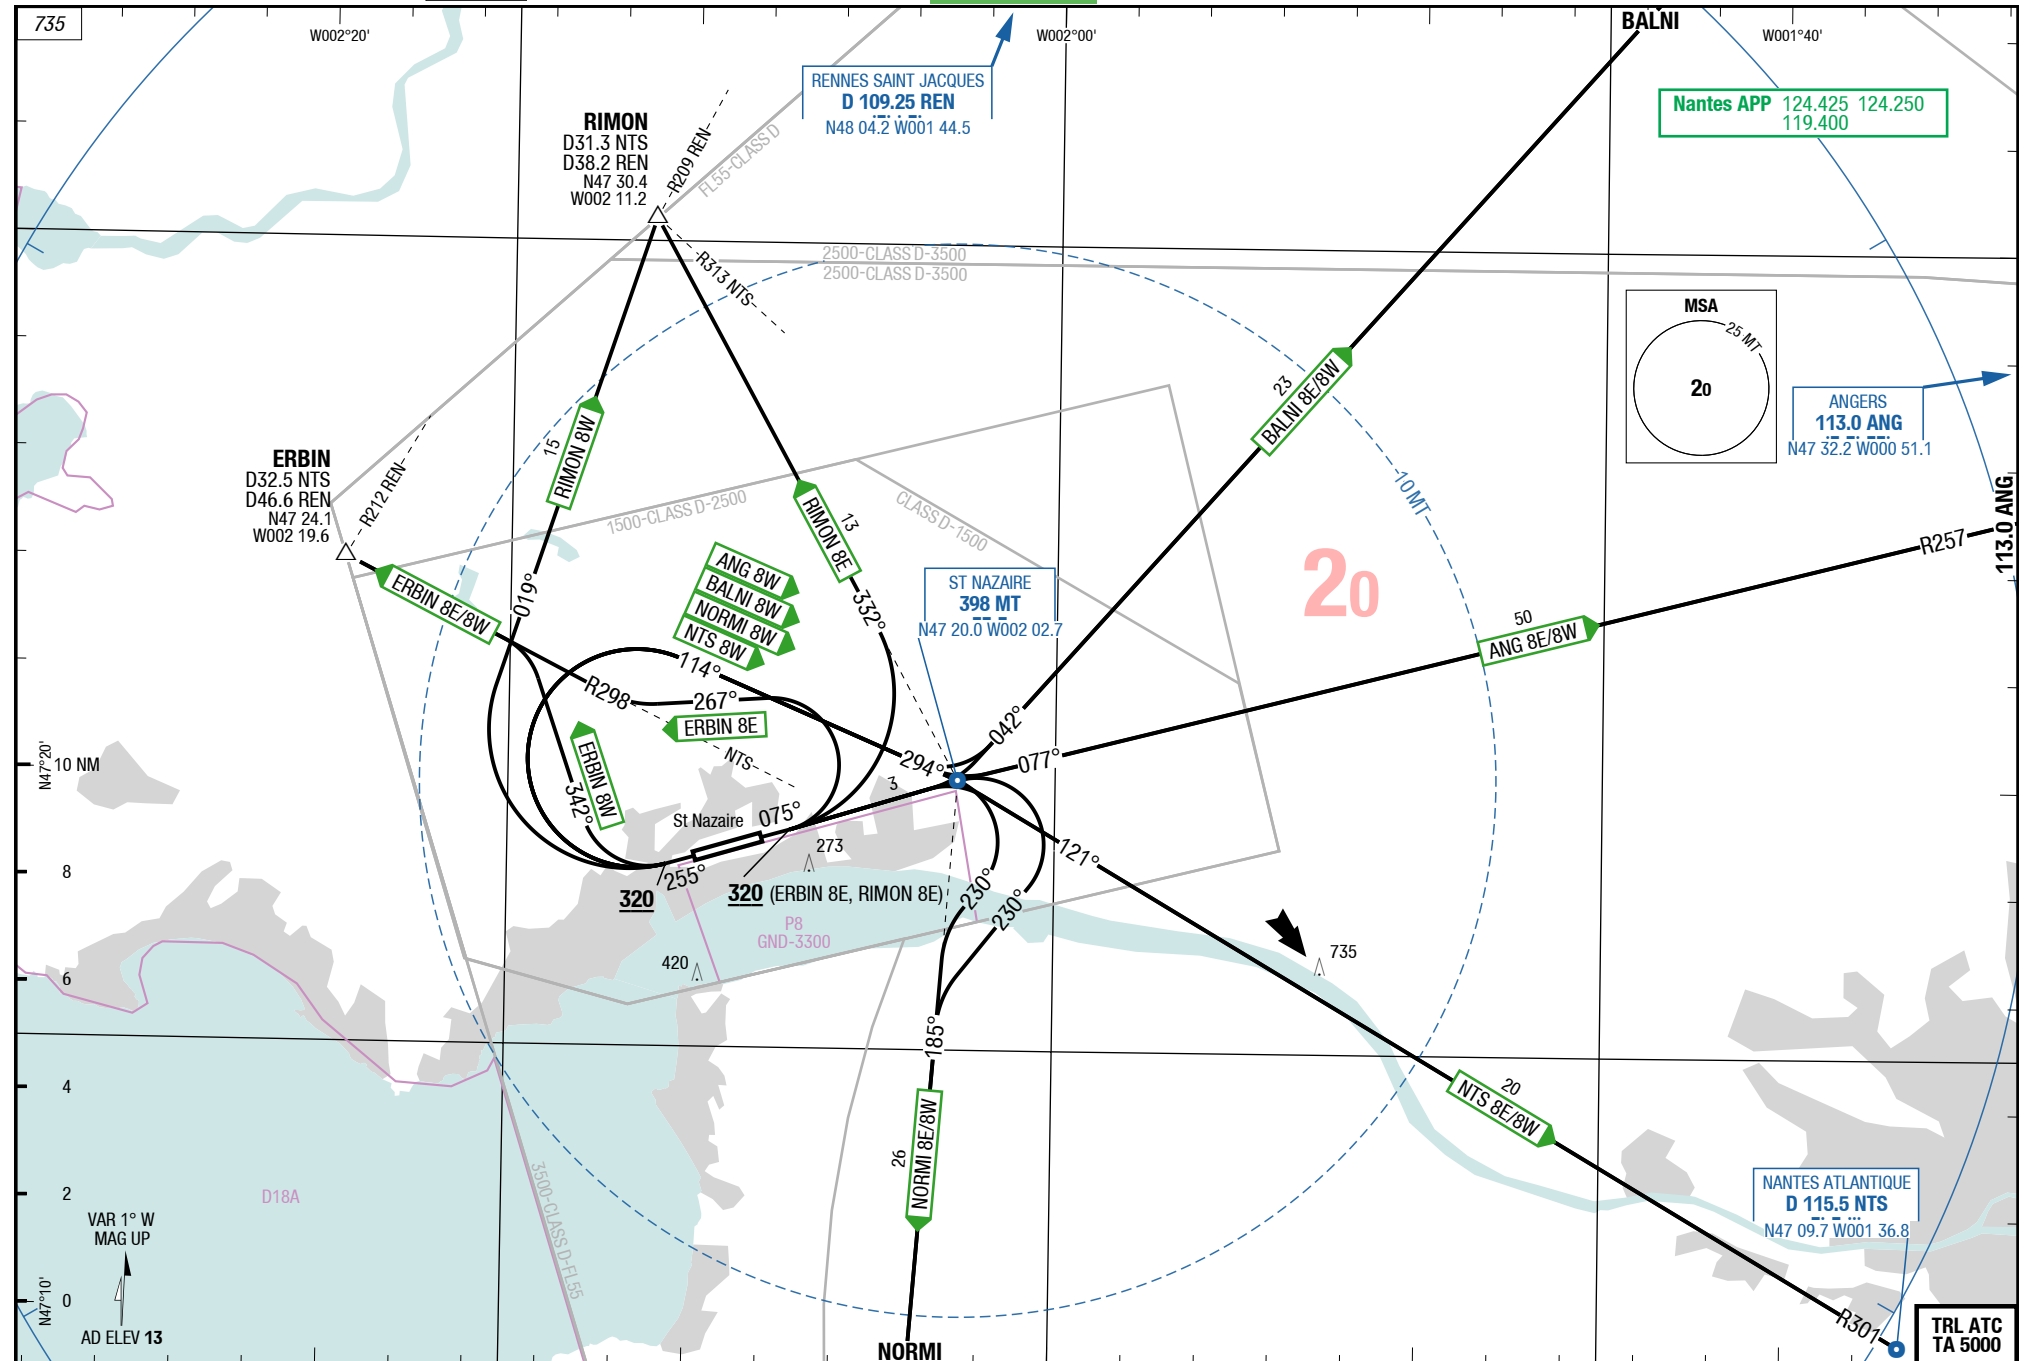 735
W002°20'
W002°00'
BALNI
W001°40'
RENNES SAINT JACQUES
D 109.25 REN
N48 04.2 W001 44.5
Nantes APP 124.425 124.250
119.400
RIMON
D31.3 NTS
D38.2 REN
N47 30.4
W002 11.2
R209 REN
FL55-CLASS D
R313 NTS
2500-CLASS D-3500
2500-CLASS D-3500
MSA
25 MT
20
ANGERS
113.0 ANG
N47 32.2 W000 51.1
23
BALNI 8E/8W
15
RIMON 8W
ERBIN
D32.5 NTS
D46.6 REN
N47 24.1
W002 19.6
R212 REN
1500-CLASS D-2500
13
RIMON 8E
CLASS D-1500
10 MT
113.0 ANG
R257
ERBIN 8E/8W
019°
ANG 8W
BALNI 8W
NORMI 8W
NTS 8W
332°
ST NAZAIRE
398 MT
N47 20.0 W002 02.7
20
50
ANG 8E/8W
114°
R298
267°
ERBIN 8E
NTS
ERBIN 8W
342°
294°
042°
077°
3
N47°20'
10 NM
St Nazaire
075°
273
121°
8
255°
320
320 (ERBIN 8E, RIMON 8E)
230°
230°
P8
GND-3300
420
735
6
185°
4
20
NTS 8E/8W
26
NORMI 8E/8W
3500-CLASS D-FL55
D18A
2
VAR 1° W
MAG UP
NANTES ATLANTIQUE
D 115.5 NTS
N47 09.7 W001 36.8
N47°10'
0
AD ELEV 13
R301
NORMI
TRL ATC
TA 5000